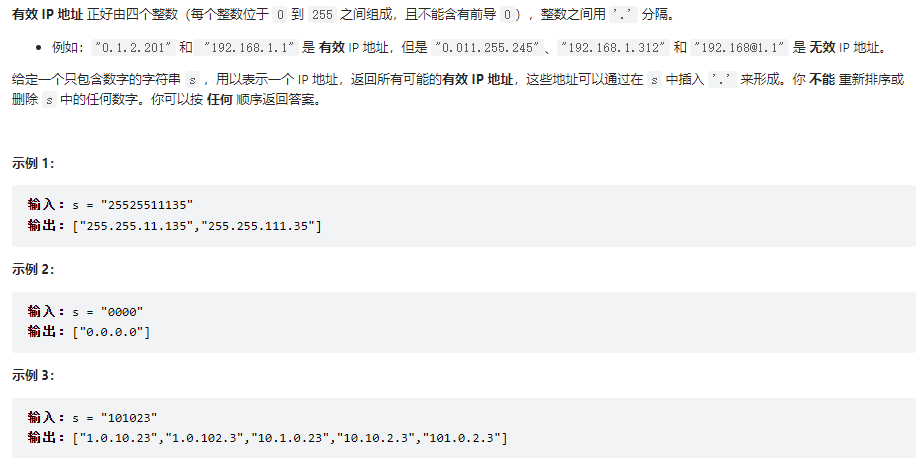 有效 IP 地址 正好由四个整数（每个整数位于 0 到 255 之间组成，且不能含有前导 0），整数之间用 '.' 分隔。
• 例如："0.1.2.201" 和 "192.168.1.1" 是 有效 IP 地址，但是 "0.011.255.245"、"192.168.1.312" 和 "192.168@1.1" 是 无效 IP 地址。
给定一个只包含数字的字符串 s ，用以表示一个 IP 地址，返回所有可能的有效 IP 地址，这些地址可以通过在 s 中插入 '.' 来形成。你 不能 重新排序或
删除 s 中的任何数字。你可以按 任何 顺序返回答案。
示例 1：
输入：s = "25525511135"
输出：["255.255.11.135","255.255.111.35"]
示例 2：
输入：s = "0000"
输出：["0.0.0.0"]
示例 3：
输入：s = "101023"
输出：["1.0.10.23","1.0.102.3","10.1.0.23","10.10.2.3","101.0.2.3"]